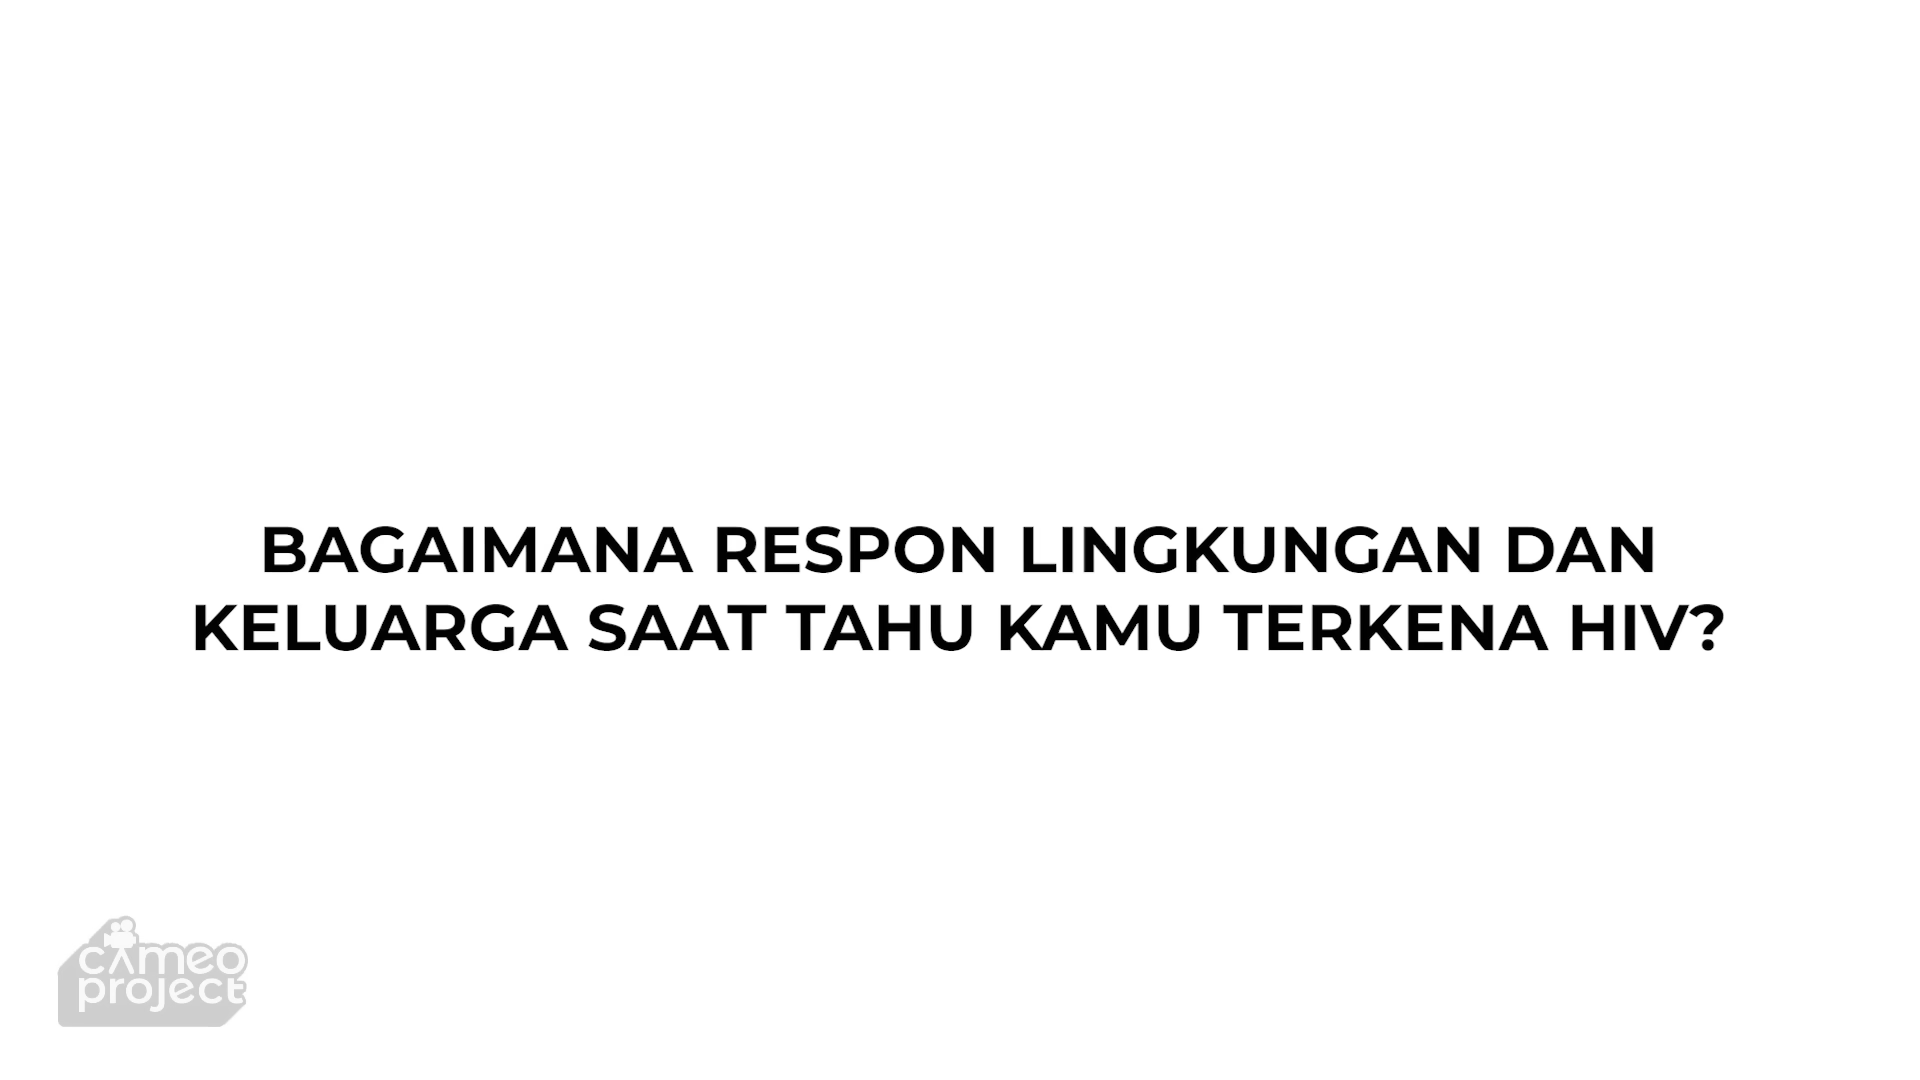 BAGAIMANA RESPON LINGKUNGAN DAN
KELUARGA SAAT TAHU KAMU TERKENA HIV?
cameo
project